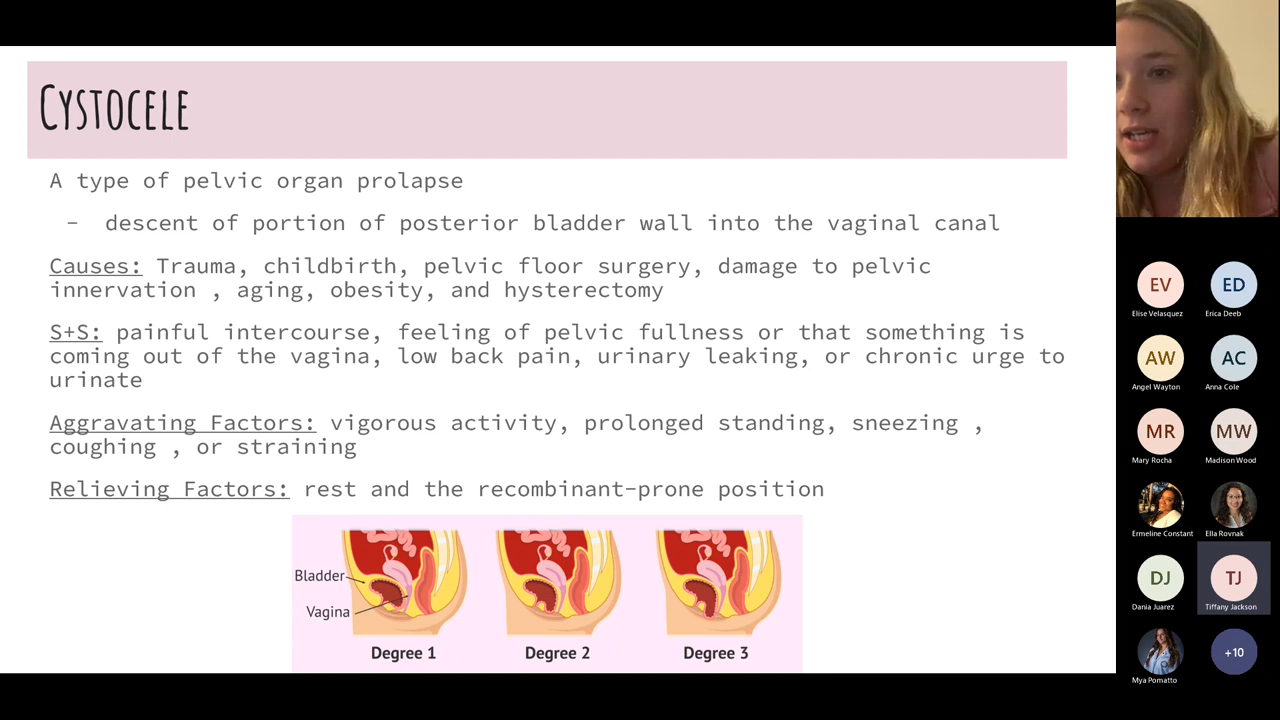 Cystocele
A type of pelvic organ prolapse
- descent of portion of posterior bladder wall into the vaginal canal
Causes: Trauma, childbirth, pelvic floor surgery, damage to pelvic
innervation , aging, obesity, and hysterectomy
S+S: painful intercourse, feeling of pelvic fullness or that something is
coming out of the vagina, low back pain, urinary leaking, or chronic urge to
urinate
Aggravating Factors: vigorous activity, prolonged standing, sneezing ,
coughing , or straining
Relieving Factors: rest and the recombinant-prone position
Bladder
Vagina
Degree 1
Degree 2
Degree 3
EV
ED
Elise Velasquez
Erica Deeb
AW
AC
Angel Wayton
Anna Cole
MR
MW
Mary Rocha
Madison Wood
Ermeline Constant
Ella Rovnak
DJ
TJ
Dania Juarez
Tiffany Jackson
+10
Mya Pomatto